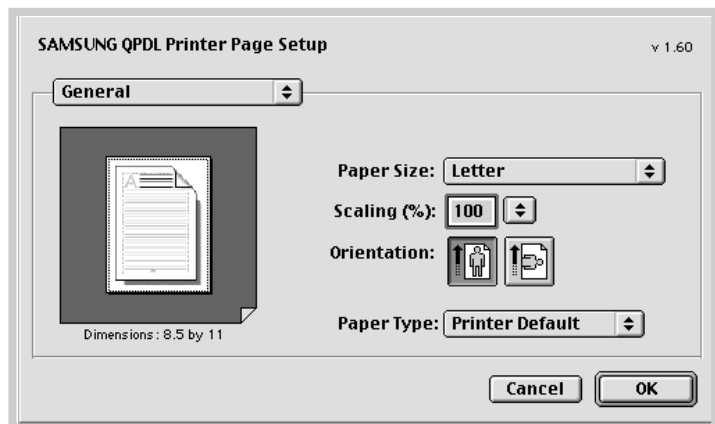 SAMSUNG QPDL Printer Page Setup
v 1.60
General
Paper Size: Letter
Scaling (%): 100
Orientation:
Paper Type: Printer Default
A
Dimensions: 8.5 by 11
Cancel
OK